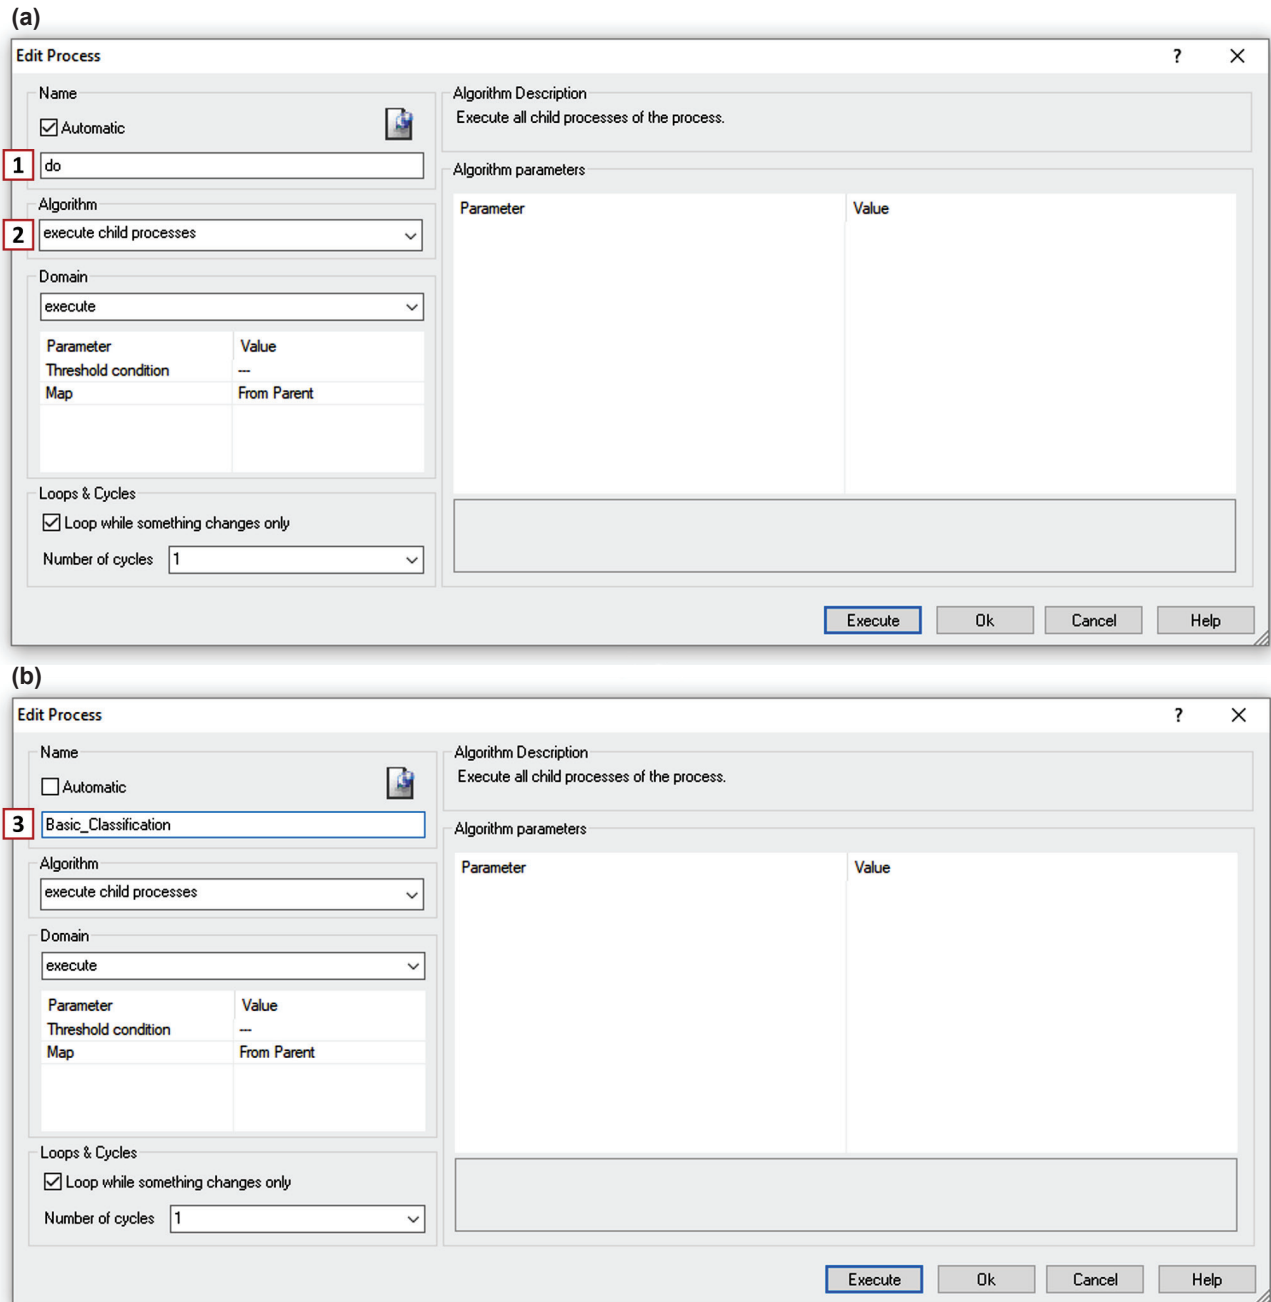 (a)
Edit Process
?
Name
Automatic
1
do
Algorithm
2
execute child processes
Domain
execute
Parameter Value
Threshold condition ---
Map From Parent
Loops & Cycles
Loop while something changes only
Number of cycles 1
Algorithm Description
Execute all child processes of the process.
Algorithm parameters
Parameter Value
Execute Ok Cancel Help
(b)
Edit Process
?
Name
Automatic
3
Basic_Classification
Algorithm
execute child processes
Domain
execute
Parameter Value
Threshold condition ---
Map From Parent
Loops & Cycles
Loop while something changes only
Number of cycles 1
Algorithm Description
Execute all child processes of the process.
Algorithm parameters
Parameter Value
Execute Ok Cancel Help